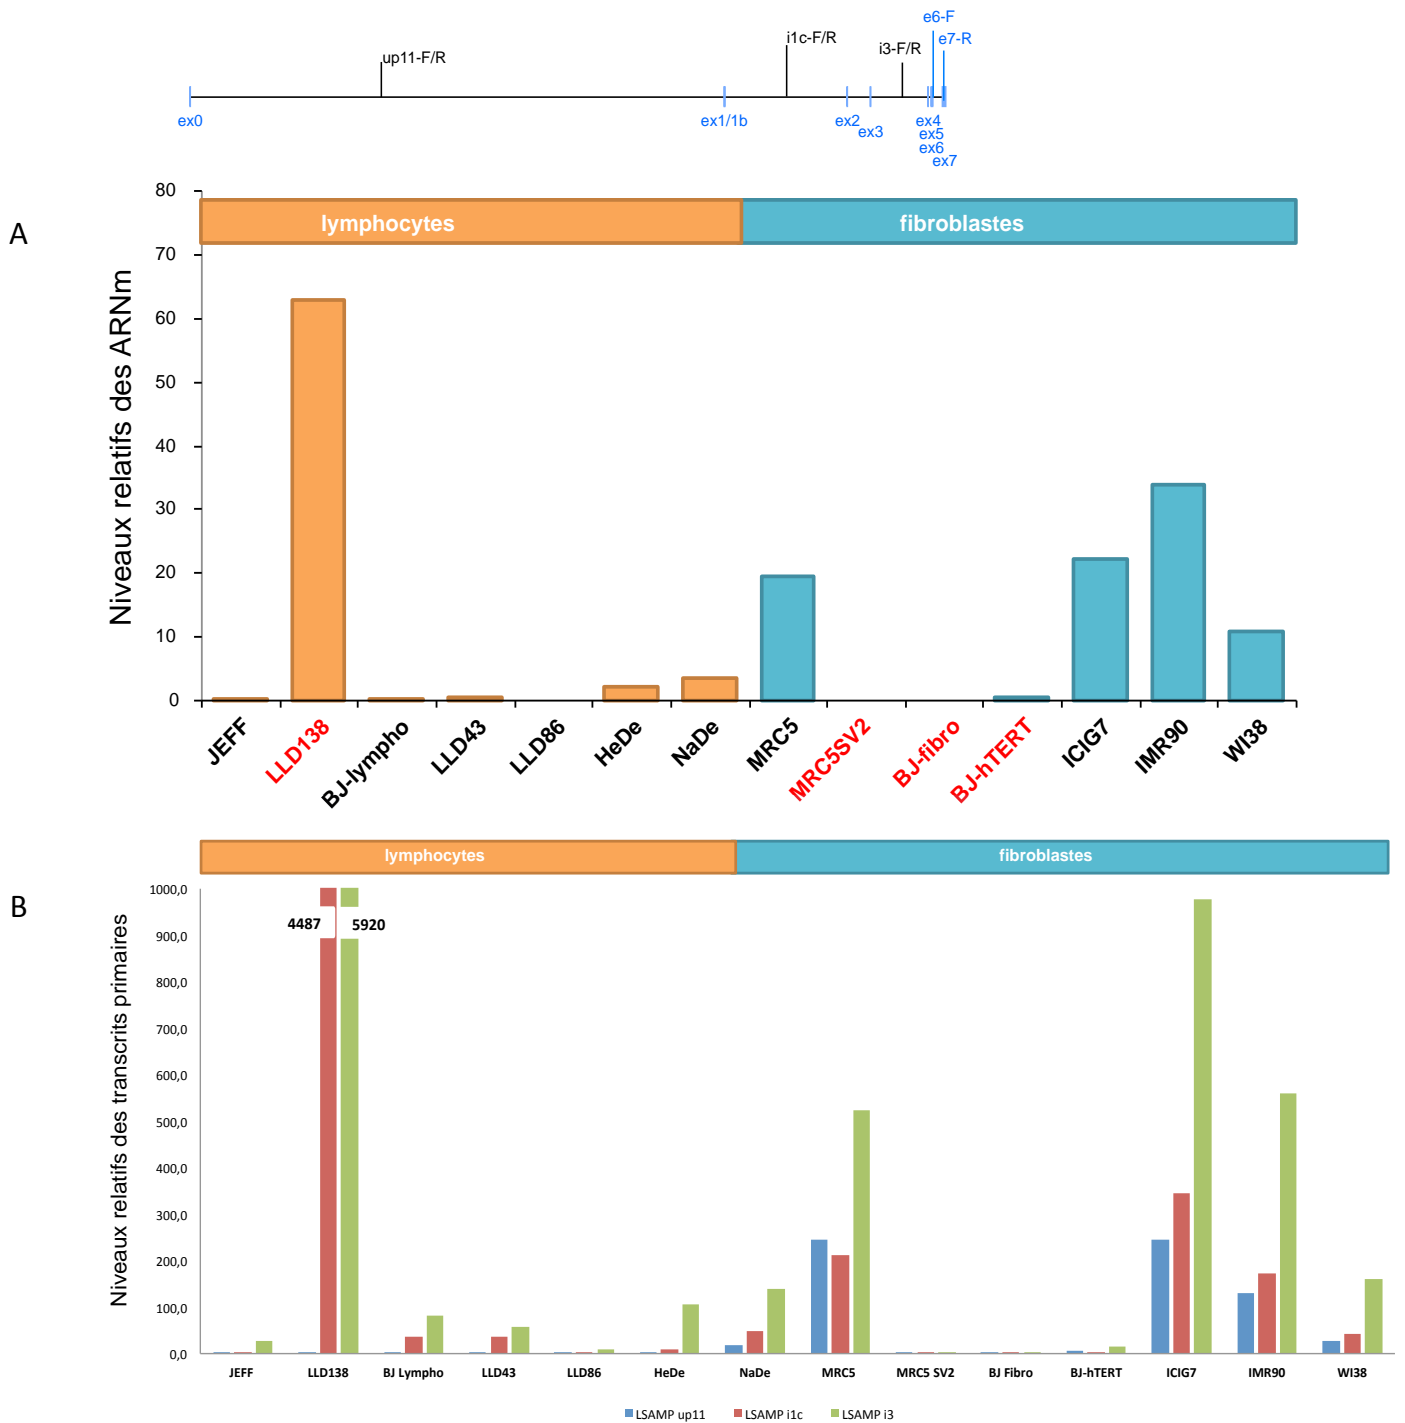 e6-F
up11-F/R
i1c-F/R
i3-F/R
e7-R
ex0
ex1/1b
ex2
ex3
ex4
ex5
ex6
ex7
A
Niveaux relatifs des ARNm
lymphocytes
fibroblastes
80
70
60
50
40
30
20
10
0
JEFF
LLD138
BJ-lympho
LLD43
LLD86
HeDe
NaDe
MRC5
MRC5SV2
BJ-fibro
BJ-hTERT
ICIG7
IMR90
WI38
B
Niveaux relatifs des transcrits primaires
lymphocytes
fibroblastes
1000,0
900,0
800,0
700,0
600,0
500,0
400,0
300,0
200,0
100,0
0,0
4487
5920
JEFF
LLD138
BJ Lympho
LLD43
LLD86
HeDe
NaDe
MRC5
MRC5 SV2
BJ Fibro
BJ-hTERT
ICIG7
IMR90
WI38
LSAMP up11
LSAMP i1c
LSAMP i3